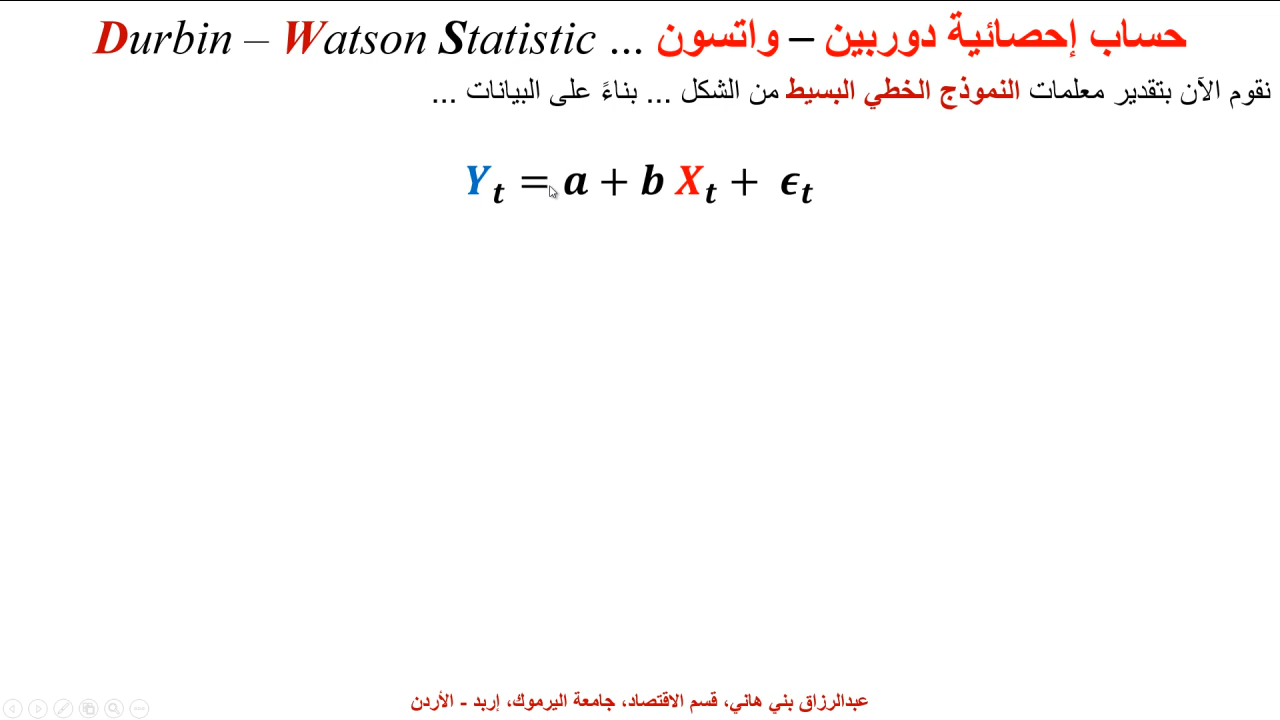 حساب إحصائية دوربين – واتسون ... Durbin – Watson Statistic
نقوم الآن بتقدير معلمات النموذج الخطي البسيط من الشكل ... بناءً على البيانات ...
Yt = a + b Xt + ϵt
عبدالرزاق بني هاني، قسم الاقتصاد، جامعة اليرموك، إربد - الأردن